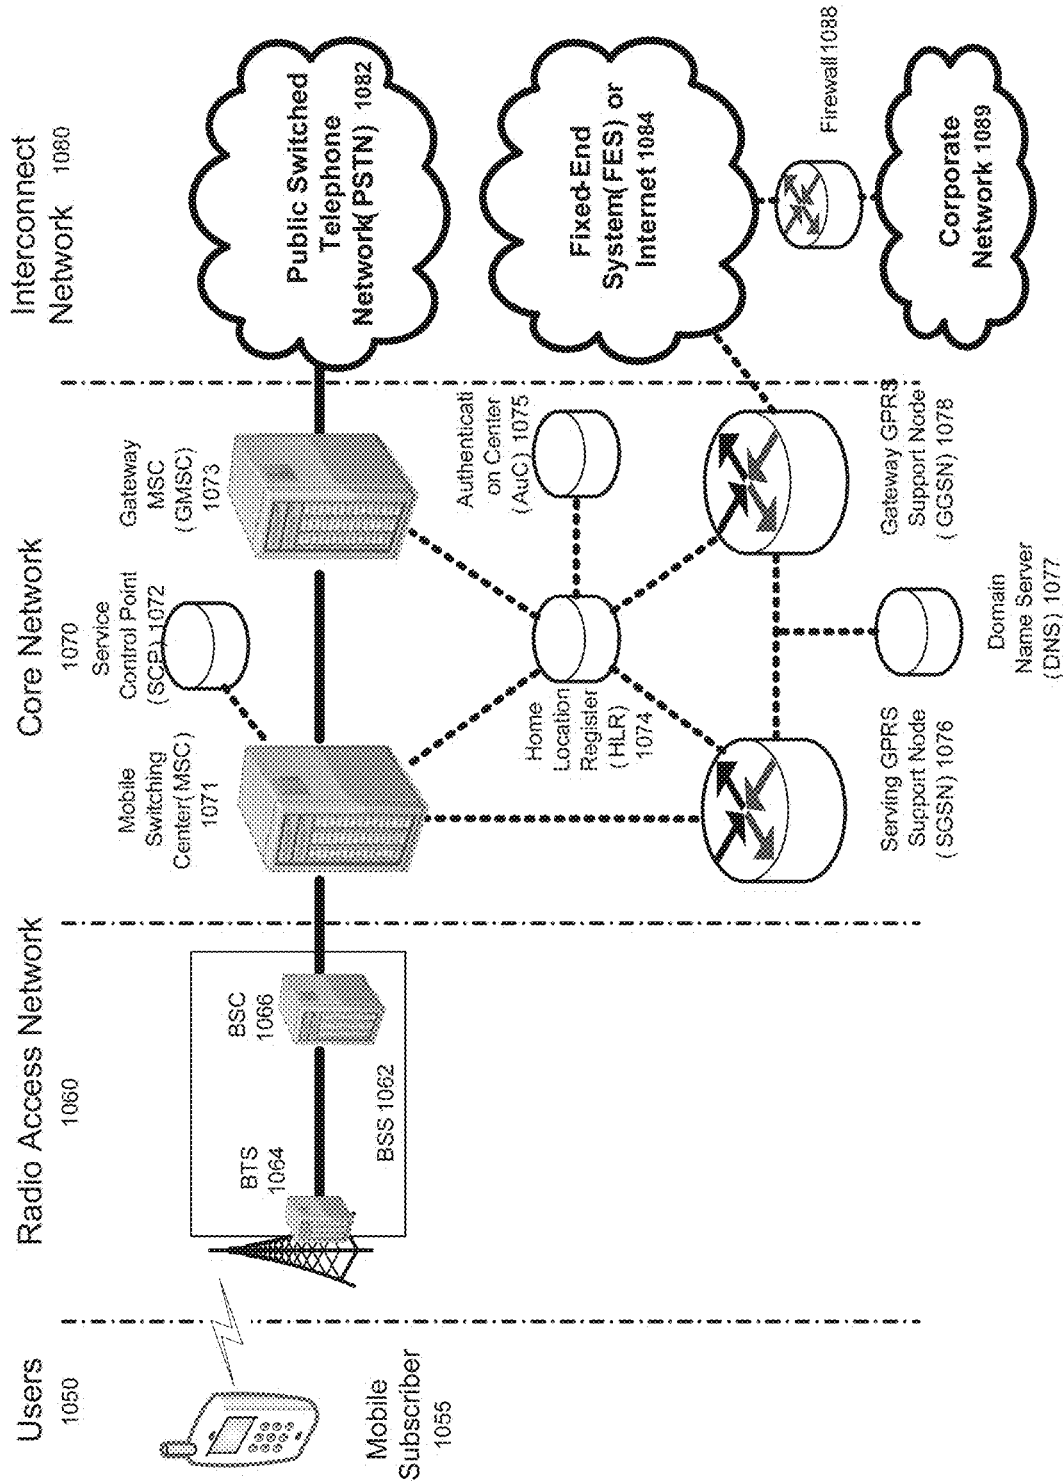 Users
1050
Mobile
Subscriber
1055
Radio Access Network
1060
BTS
1064
BSC
1066
BSS 1062
Core Network
1070
Service
Control Point
(SCP) 1072
Mobile
Switching
Center(MSC)
1071
Gateway
MSC
(GMSC)
1073
Home
Location
Register
(HLR)
1074
Authenticati
on Center
(AuC) 1075
Serving GPRS
Support Node
(SGSN) 1076
Domain
Name Server
(DNS) 1077
Gateway GPRS
Support Node
(GGSN) 1078
Interconnect
Network 1080
Public Switched
Telephone
Network(PSTN) 1082
Fixed-End
System(FES) or
Internet 1084
Firewall 1088
Corporate
Network 1089